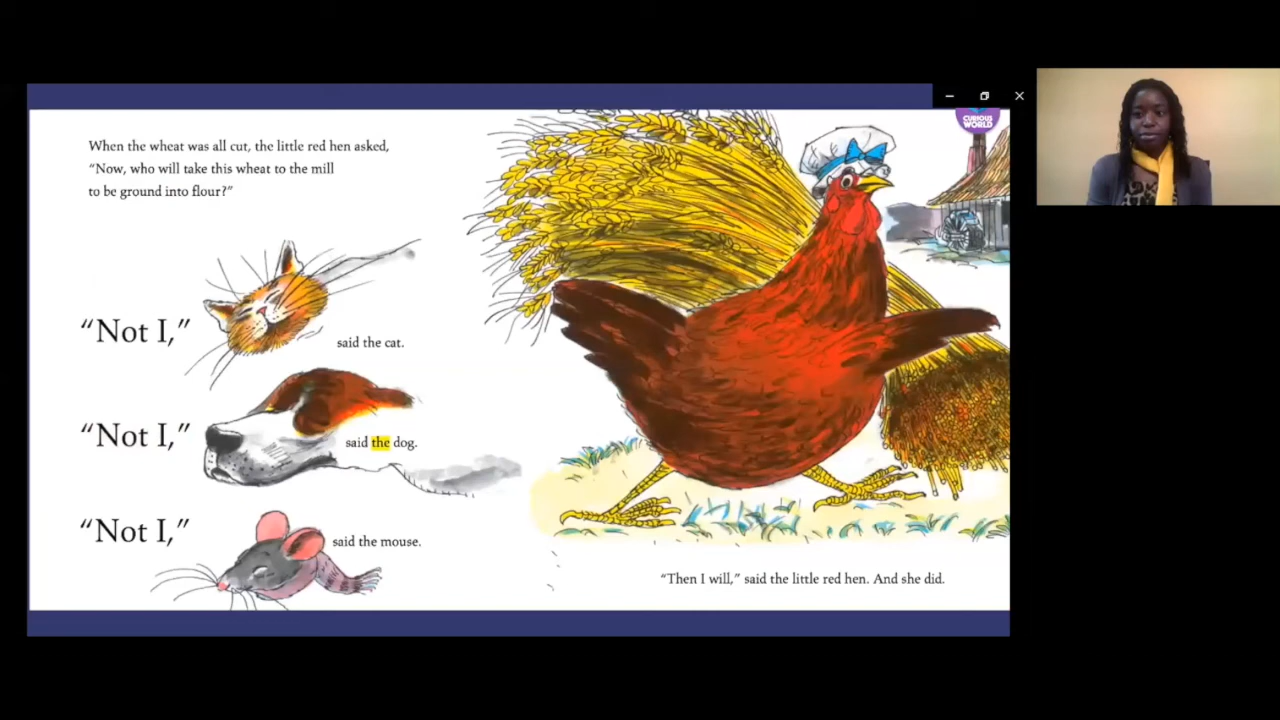 When the wheat was all cut, the little red hen asked,
“Now, who will take this wheat to the mill
to be ground into flour?”
“Not I,” said the cat.
“Not I,” said the dog.
“Not I,” said the mouse.
CURIOUS
WORLD
“Then I will,” said the little red hen. And she did.